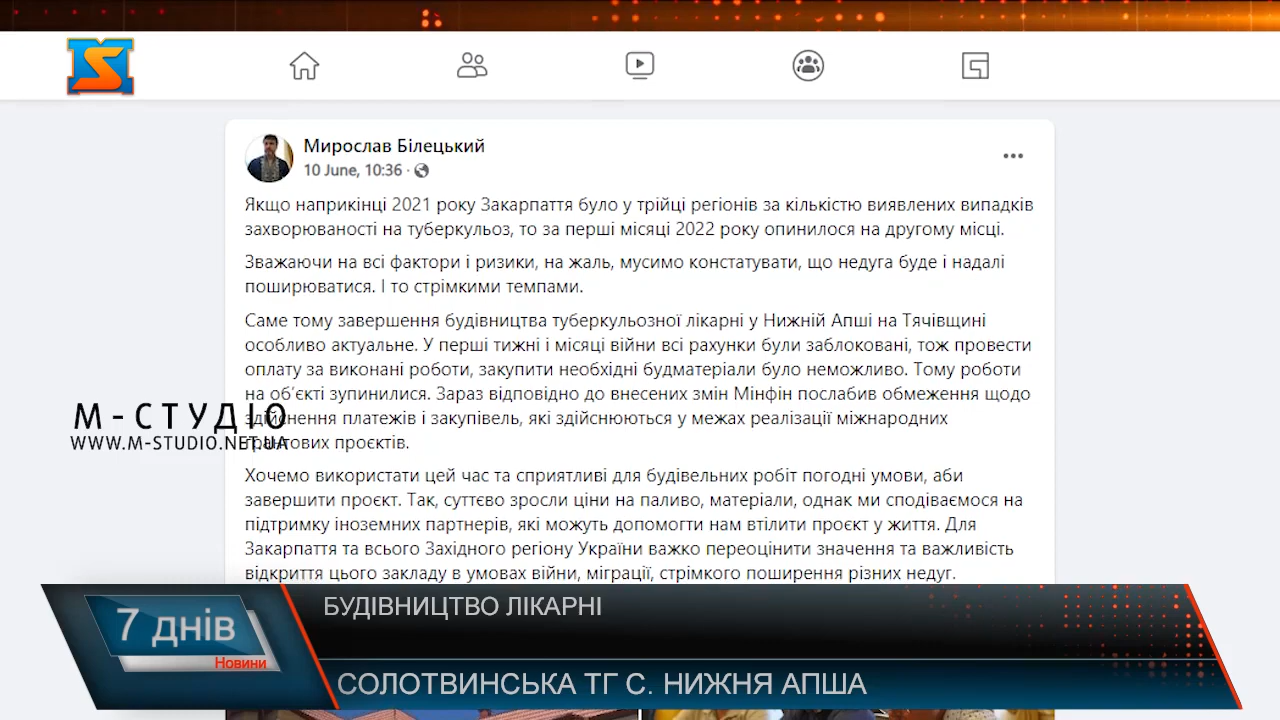 Мирослав Білецький
10 June, 10:36 ·
Якщо наприкінці 2021 року Закарпаття було у трійці регіонів за кількістю виявлених випадків
захворюваності на туберкульоз, то за перші місяці 2022 року опинилося на другому місці.
Зважаючи на всі фактори і ризики, на жаль, мусимо констатувати, що недуга буде і надалі
поширюватися. І то стрімкими темпами.
Саме тому завершення будівництва туберкульозної лікарні у Нижній Апші на Тячівщині
особливо актуальне. У перші тижні і місяці війни всі рахунки були заблоковані, тож провести
оплату за виконані роботи, закупити необхідні будматеріали було неможливо. Тому роботи
на об'єкті зупинилися. Зараз відповідно до внесених змін Мінфін послабив обмеження щодо
здійснення платежів і закупівель, які здійснюються у межах реалізації міжнародних
грантових проєктів.
М-СТУДІО
WWW.M-STUDIO.NET.UA
Хочемо використати цей час та сприятливі для будівельних робіт погодні умови, аби
завершити проєкт. Так, суттєво зросли ціни на паливо, матеріали, однак ми сподіваємося на
підтримку іноземних партнерів, які можуть допомогти нам втілити проєкт у життя. Для
Закарпаття та всього Західного регіону України важко переоцінити значення та важливість
відкриття цього закладу в умовах війни, міграції, стрімкого поширення різних недуг.
7 днів
Новини
БУДІВНИЦТВО ЛІКАРНІ
СОЛОТВИНСЬКА ТГ С. НИЖНЯ АПША